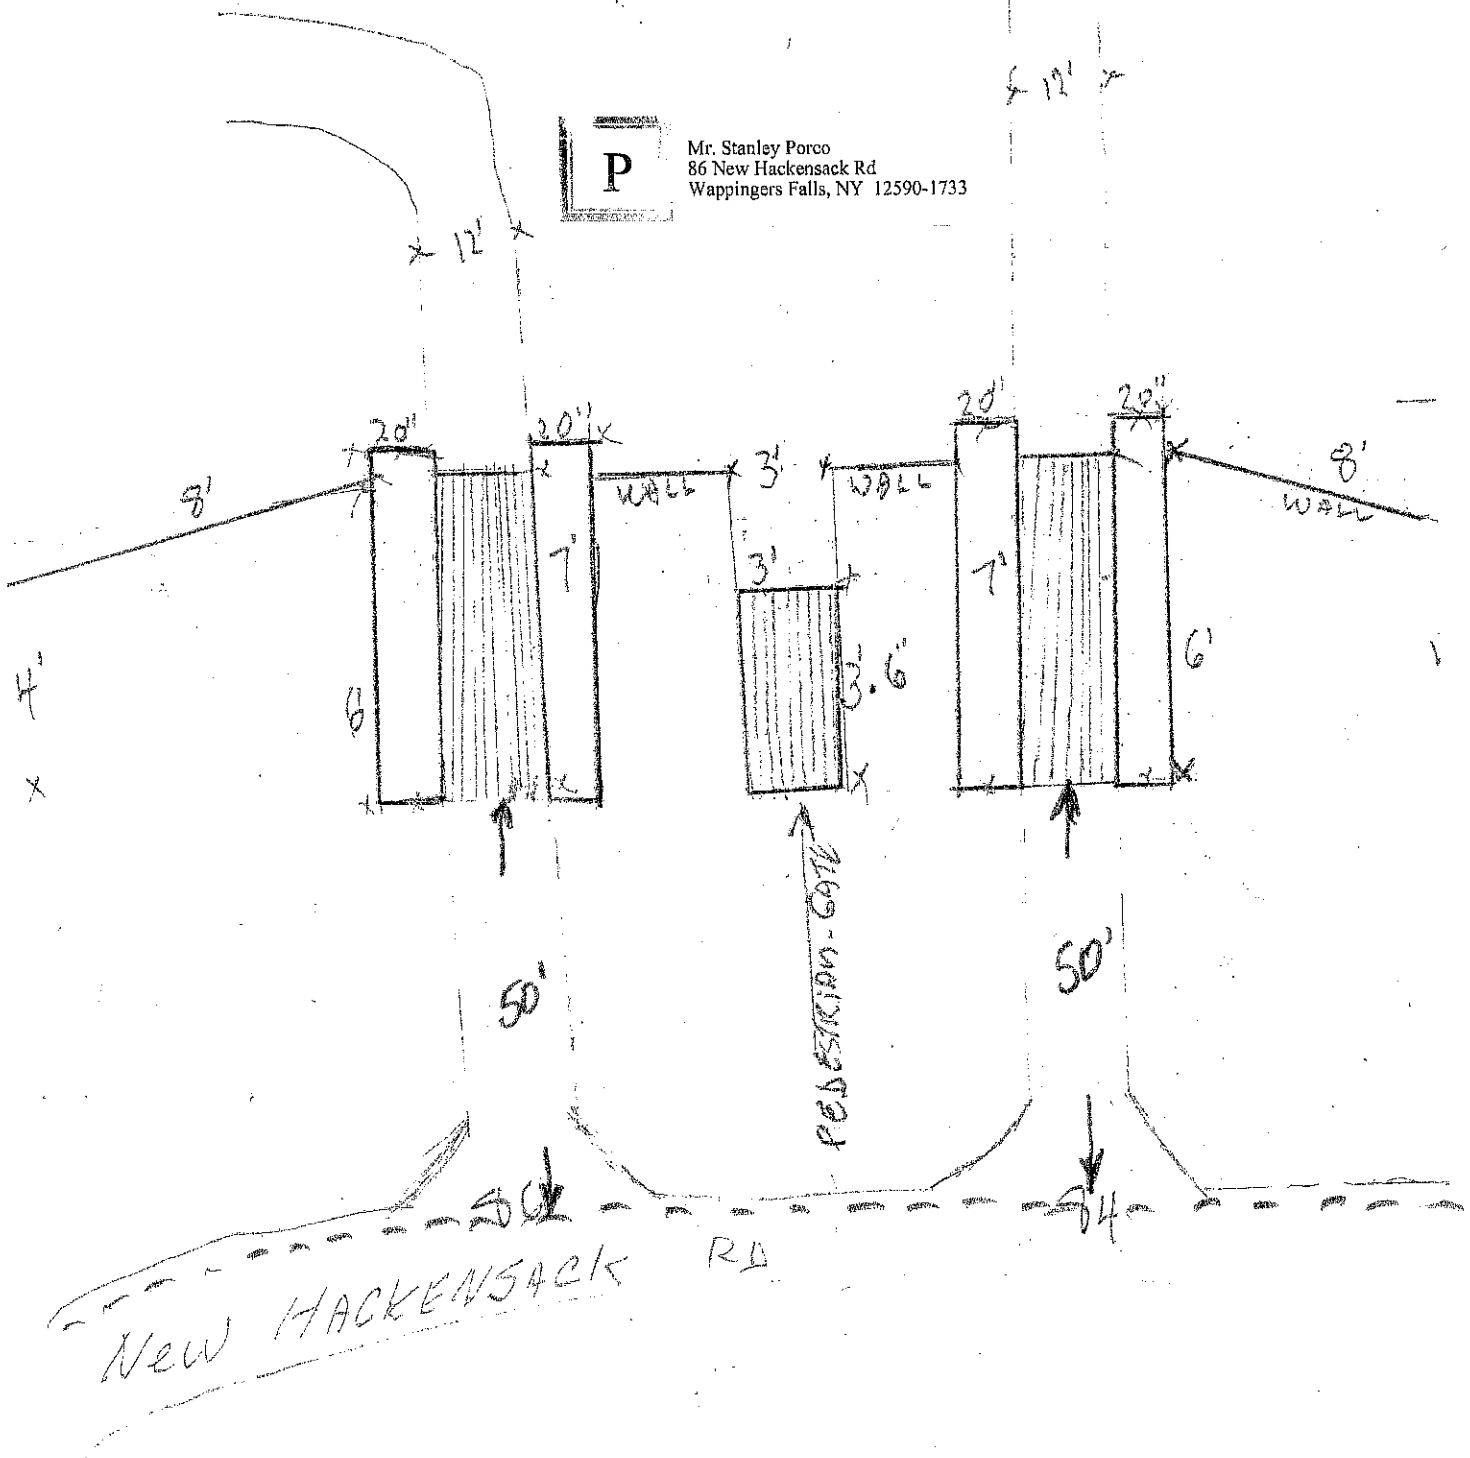 12'
P
Mr. Stanley Porco
86 New Hackensack Rd
Wappingers Falls, NY 12590-1733
12'
20"
20"
20"
20"
8'
WALL
3'
WALL
8'
WALL
7'
3'
7'
4'
6'
3'.6"
6'
x
PEDESTRIAN-GATE
50'
50'
84
New HACKENSACK RD